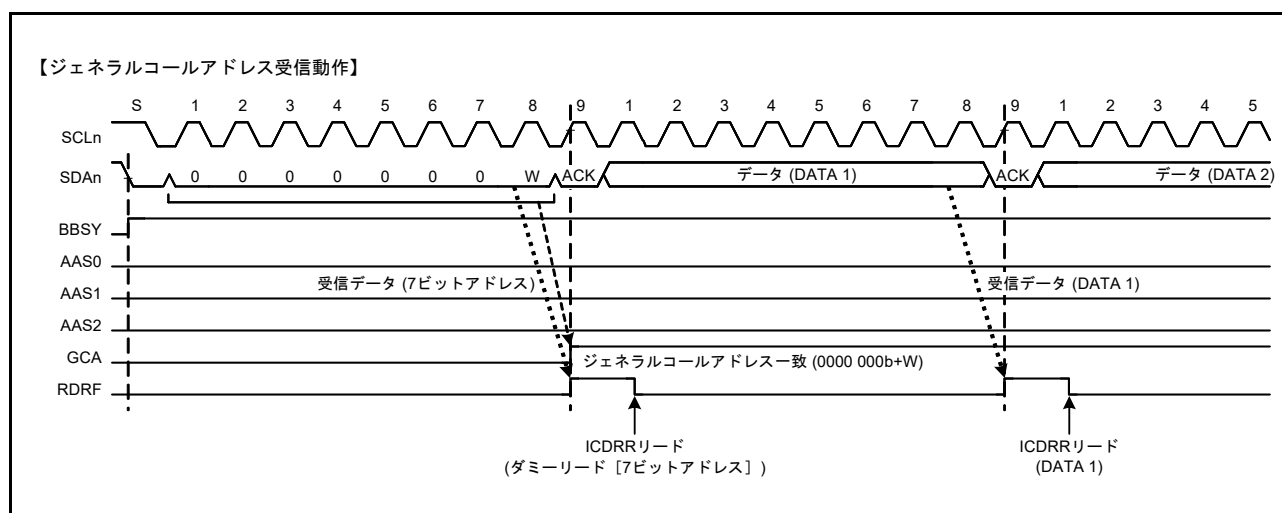 【ジェネラルコールアドレス受信動作】
S 1 2 3 4 5 6 7 8 9 1 2 3 4 5 6 7 8 9 1 2 3 4 5
SCLn
SDAn 0 0 0 0 0 0 0 W ACK データ (DATA 1) ACK データ (DATA 2)
BBSY
AAS0
受信データ (7ビットアドレス) 受信データ (DATA 1)
AAS1
AAS2
GCA ジェネラルコールアドレス一致 (0000 000b+W)
RDRF
ICDRRリード ICDRRリード
(ダミーリード [7ビットアドレス] ) (DATA 1)